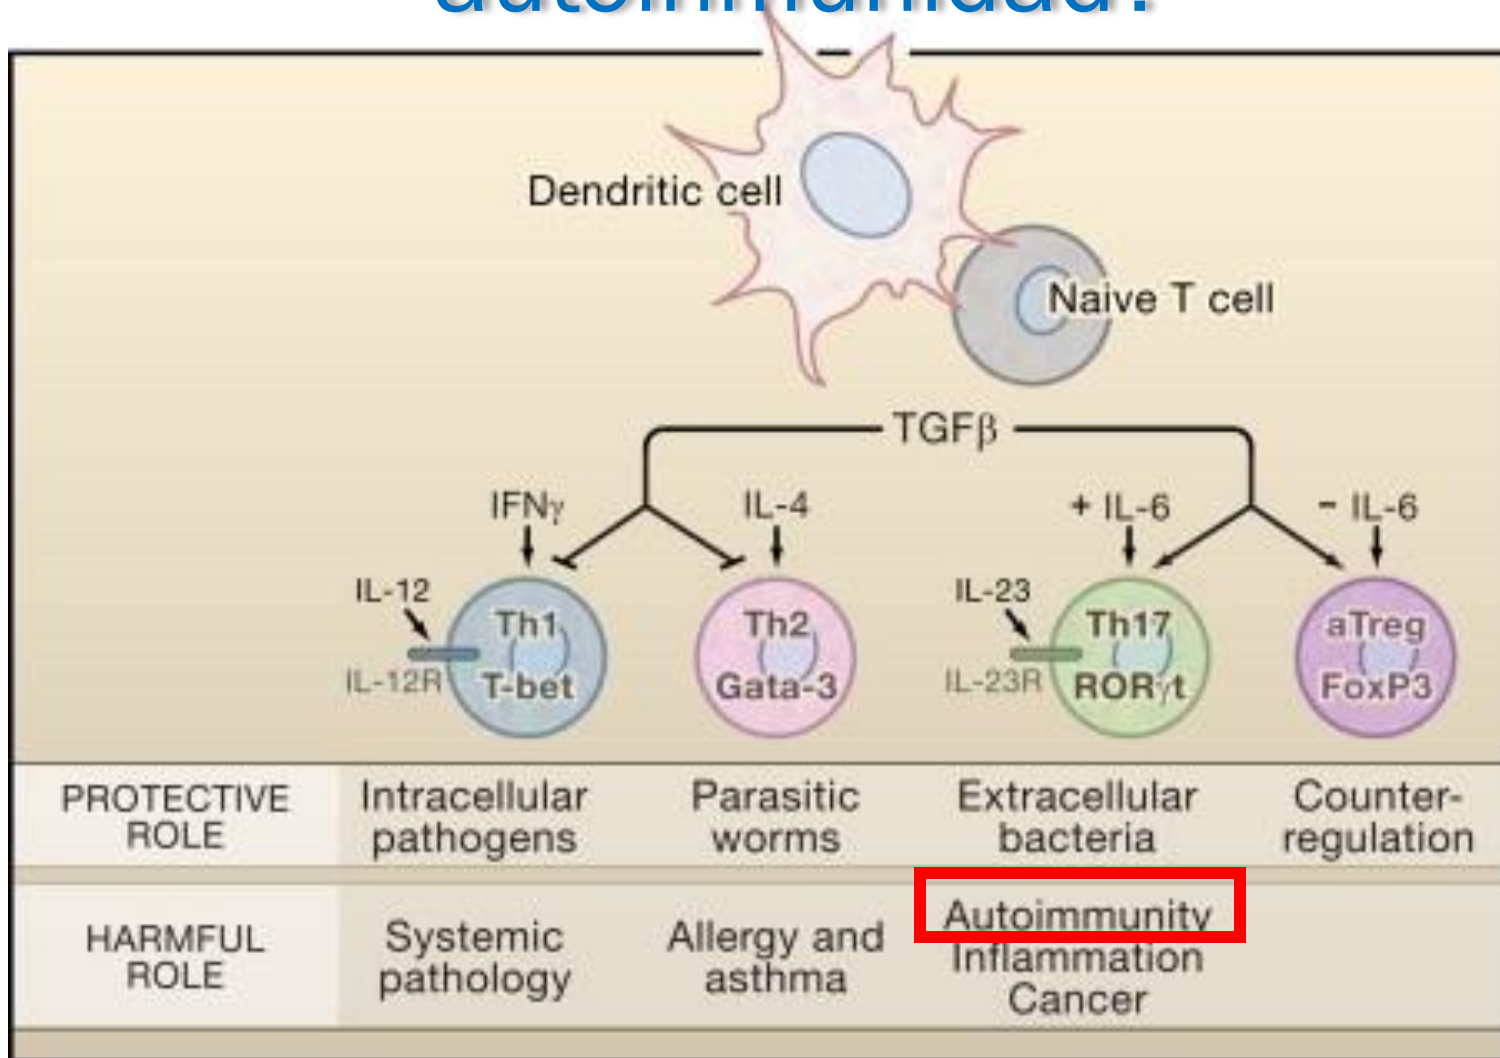 autoinmunidad?
Dendritic cell
Naive T cell
TGFβ
IFNγ
IL-4
+ IL-6
- IL-6
IL-12
IL-23
Th1
Th2
Th17
aTreg
IL-12R
T-bet
Gata-3
IL-23R
RORγt
FoxP3
PROTECTIVE
ROLE
Intracellular
pathogens
Parasitic
worms
Extracellular
bacteria
Counter-
regulation
HARMFUL
ROLE
Systemic
pathology
Allergy and
asthma
Autoimmunity
Inflammation
Cancer